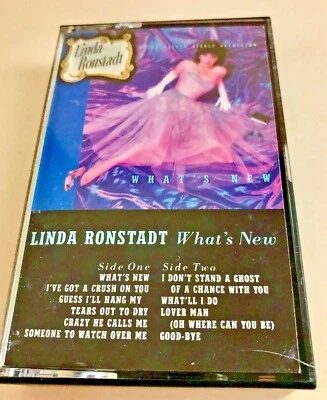 Linda
Ronstadt
WHAT'S NEW
LINDA RONSTADT What's New
Side One
WHAT'S NEW
I'VE GOT A CRUSH ON YOU
GUESS I'LL HANG MY
TEARS OUT TO DRY
CRAZY HE CALLS ME
SOMEONE TO WATCH OVER ME
Side Two
I DON'T STAND A GHOST
OF A CHANCE WITH YOU
WHAT'LL I DO
LOVER MAN
(OH WHERE CAN YOU BE)
GOOD-BYE